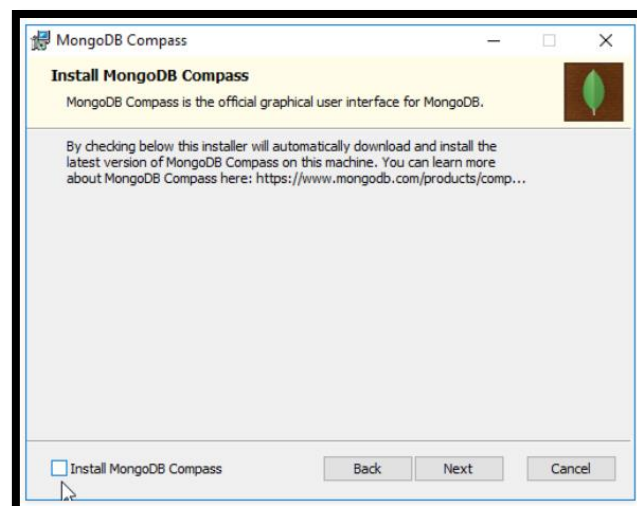 MongoDB Compass
Install MongoDB Compass
MongoDB Compass is the official graphical user interface for MongoDB.
By checking below this installer will automatically download and install the
latest version of MongoDB Compass on this machine. You can learn more
about MongoDB Compass here: https://www.mongodb.com/products/comp...
Install MongoDB Compass
Back
Next
Cancel